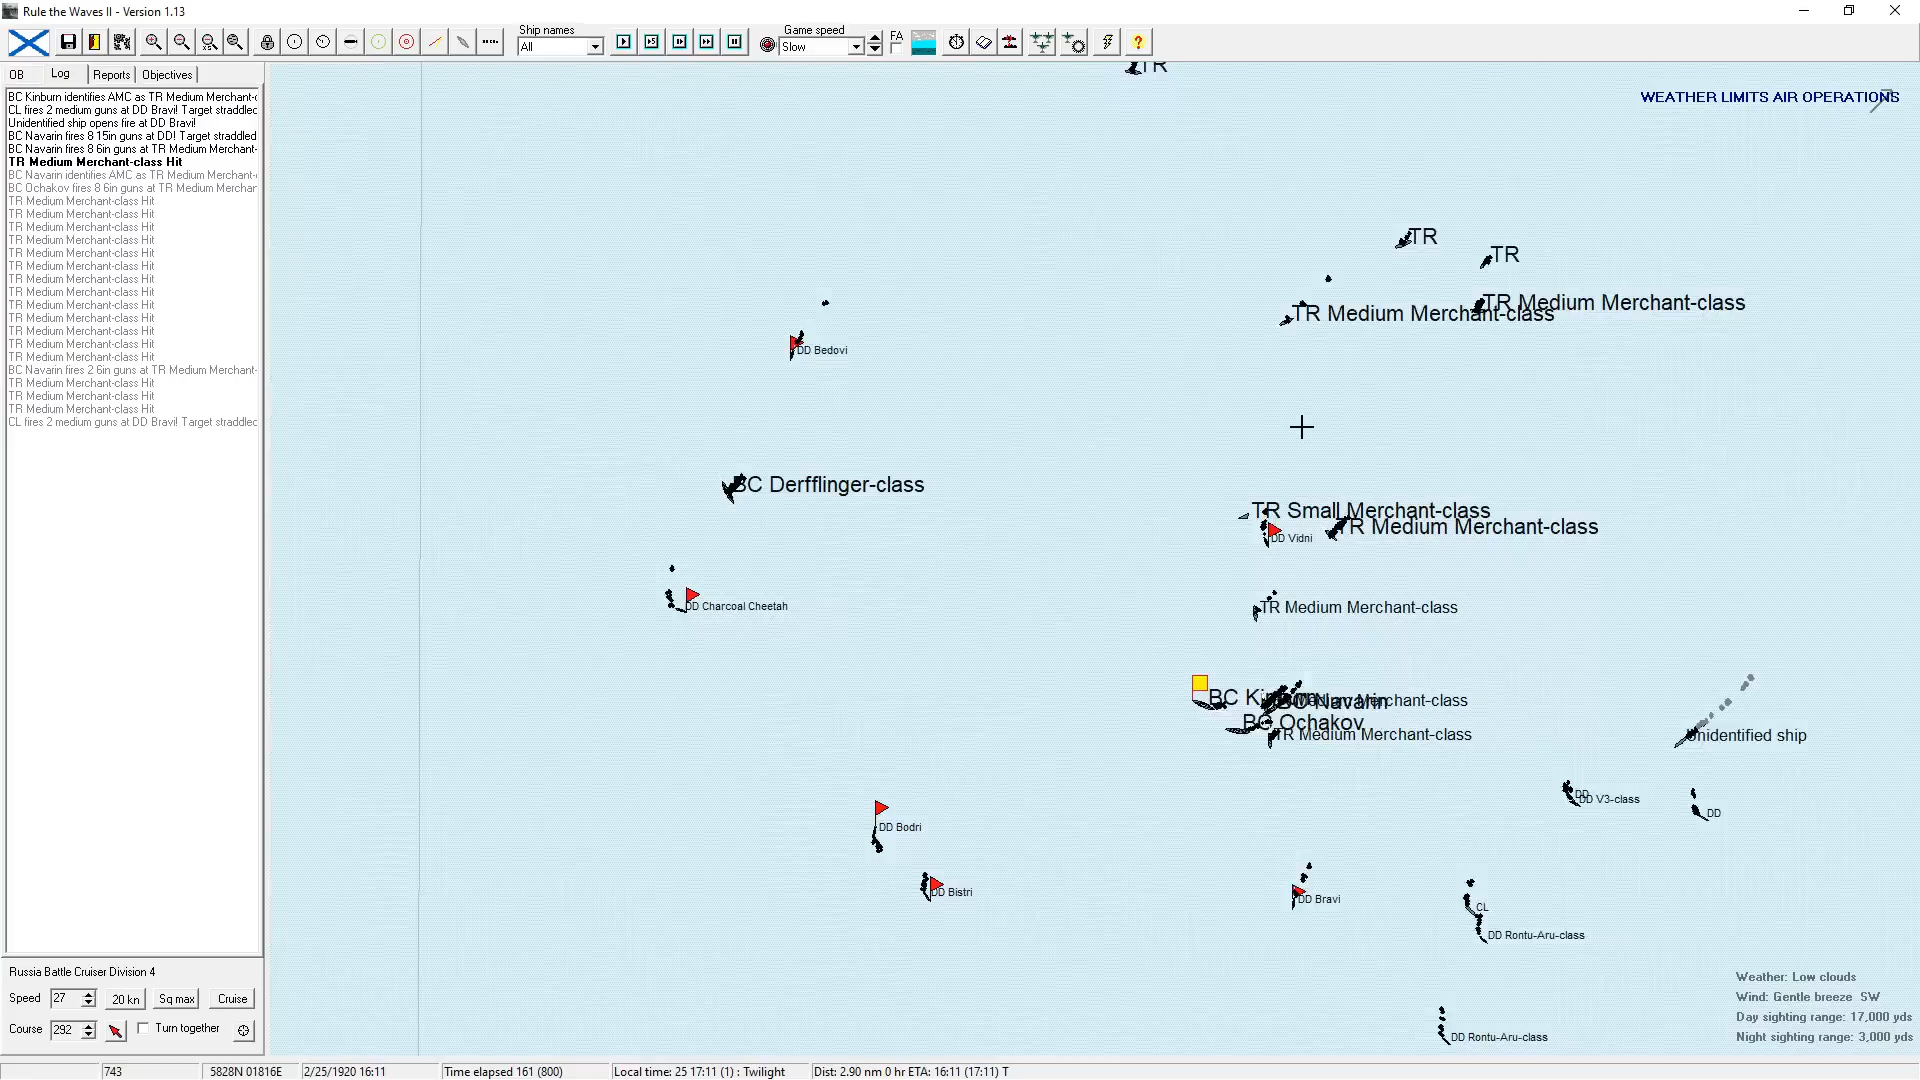 Rule the Waves II - Version 1.13
Ship names
All
Game speed
Slow
FA
OB
Log
Reports
Objectives
BC Kinburn identifies AMC as TR Medium Merchant-
CL fires 2 medium guns at DD Bravi! Target straddled
Unidentified ship opens fire at DD Bravi!
BC Navarin fires 8 15in guns at DD! Target straddled
BC Navarin fires 8 6in guns at TR Medium Merchant-
TR Medium Merchant-class Hit
BC Navarin identifies AMC as TR Medium Merchant-
BC Ochakov fires 8 6in guns at TR Medium Merchar
TR Medium Merchant-class Hit
TR Medium Merchant-class Hit
TR Medium Merchant-class Hit
TR Medium Merchant-class Hit
TR Medium Merchant-class Hit
TR Medium Merchant-class Hit
TR Medium Merchant-class Hit
TR Medium Merchant-class Hit
TR Medium Merchant-class Hit
TR Medium Merchant-class Hit
TR Medium Merchant-class Hit
TR Medium Merchant-class Hit
TR Medium Merchant-class Hit
BC Navarin fires 2 6in guns at TR Medium Merchant-
TR Medium Merchant-class Hit
TR Medium Merchant-class Hit
TR Medium Merchant-class Hit
CL fires 2 medium guns at DD Bravi! Target straddled
TR
WEATHER LIMITS AIR OPERATIONS
TR
TR
TR Medium Merchant-class
TR Medium Merchant-class
DD Bedovi
BC Derfflinger-class
TR Small Merchant-class
TR Medium Merchant-class
DD Vidni
DD Charcoal Cheetah
TR Medium Merchant-class
BC Navarin
Merchant-class
BC Ochakov
TR Medium Merchant-class
Unidentified ship
DD
DD V3-class
DD
DD Bodri
DD Bistri
DD Bravi
CL
DD Rontu-Aru-class
DD Rontu-Aru-class
Weather: Low clouds
Wind: Gentle breeze SW
Day sighting range: 17,000 yds
Night sighting range: 3,000 yds
Russia Battle Cruiser Division 4
Speed 27 20 kn Sq max Cruise
Course 292 Turn together
743 5828N 01816E 2/25/1920 16:11 Time elapsed 161 (800) Local time: 25 17:11 (1) : Twilight Dist: 2.90 nm 0 hr ETA: 16:11 (17:11) T